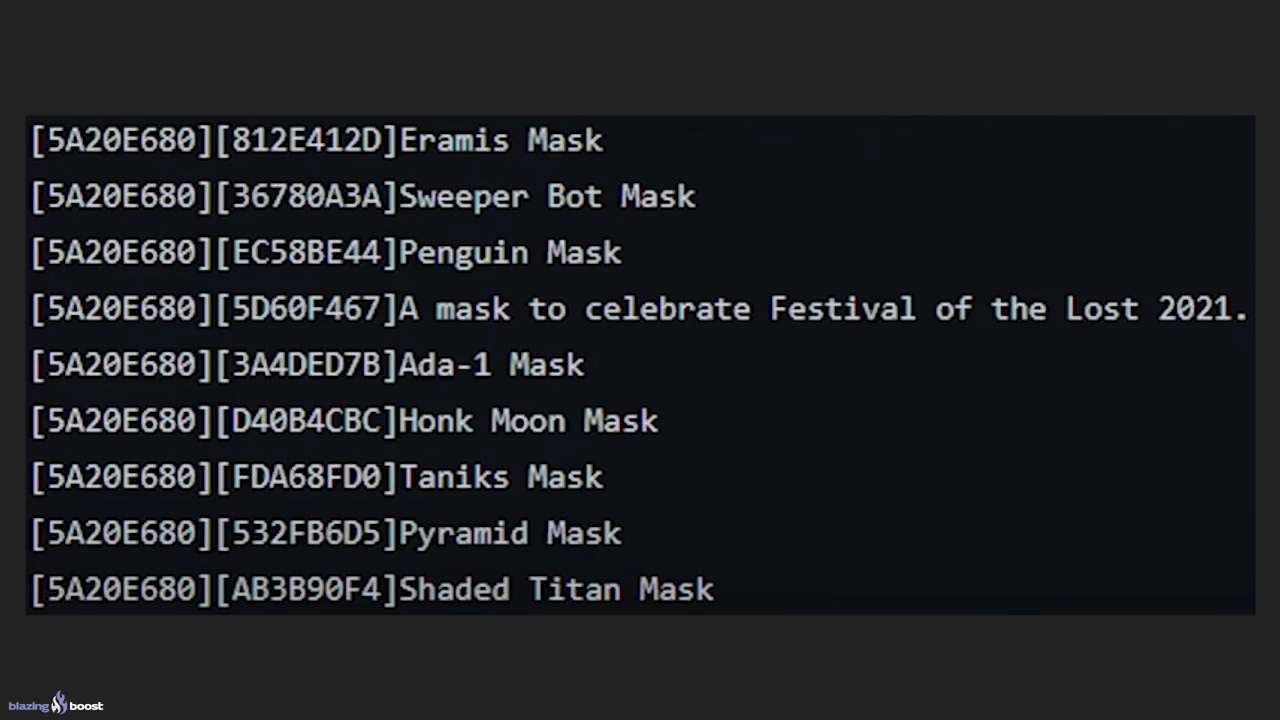 [5A20E680][812E412D]Eramis Mask
[5A20E680][36780A3A]Sweeper Bot Mask
[5A20E680][EC58BE44]Penguin Mask
[5A20E680][5D60F467]A mask to celebrate Festival of the Lost 2021.
[5A20E680][3A4DED7B]Ada-1 Mask
[5A20E680][D40B4CBC]Honk Moon Mask
[5A20E680][FDA68FD0]Taniks Mask
[5A20E680][532FB6D5]Pyramid Mask
[5A20E680][AB3B90F4]Shaded Titan Mask
blazing boost